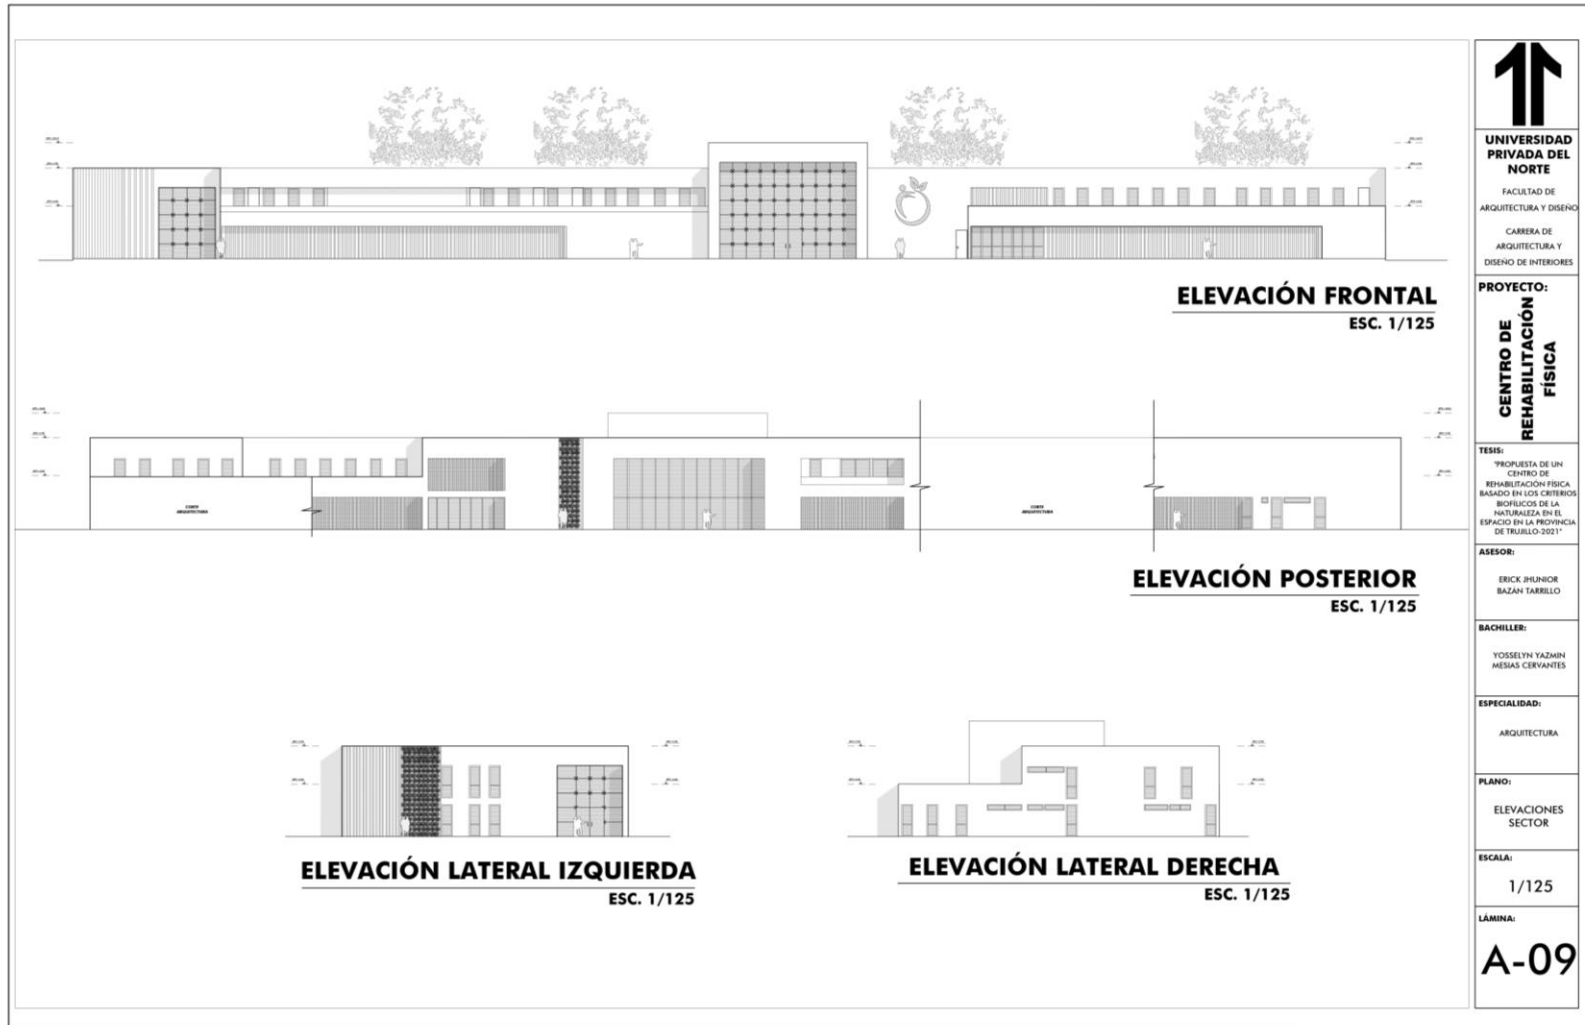 ELEVACIÓN FRONTAL
ESC. 1/125
CORTE
ARQUITECTURA
CORTE
ARQUITECTURA
ELEVACIÓN POSTERIOR
ESC. 1/125
ELEVACIÓN LATERAL IZQUIERDA
ESC. 1/125
ELEVACIÓN LATERAL DERECHA
ESC. 1/125
UNIVERSIDAD
PRIVADA DEL
NORTE
FACULTAD DE
ARQUITECTURA Y DISEÑO
CARRERA DE
ARQUITECTURA Y
DISEÑO DE INTERIORES
PROYECTO:
CENTRO DE
REHABILITACIÓN
FÍSICA
TESIS:
"PROPUESTA DE UN
CENTRO DE
REHABILITACIÓN FÍSICA
BASADO EN LOS CRITERIOS
BIOFÍLICOS DE LA
NATURALEZA EN EL
ESPACIO EN LA PROVINCIA
DE TRUJILLO-2021"
ASESOR:
ERICK JHUNIOR
BAZÁN TARRILLO
BACHILLER:
YOSSELYN YAZMIN
MESIAS CERVANTES
ESPECIALIDAD:
ARQUITECTURA
PLANO:
ELEVACIONES
SECTOR
ESCALA:
1/125
LÁMINA:
A-09